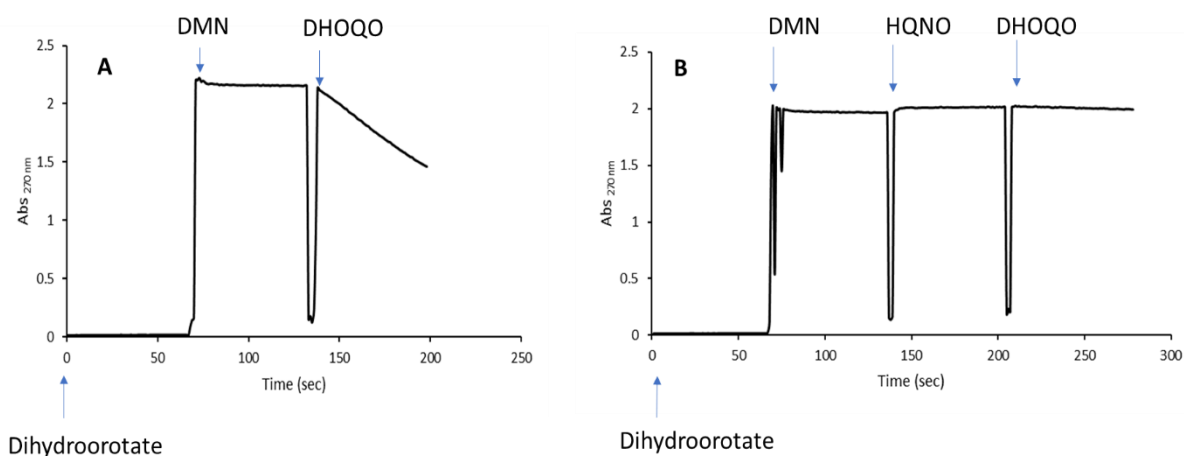 DMN DHOQO
A
Abs 270 nm
2.5
2
1.5
1
0.5
0
0 50 100 150 200 250
Time (sec)
Dihydroorotate
DMN HQNO DHOQO
B
Abs 270 nm
2.5
2
1.5
1
0.5
0
0 50 100 150 200 250 300
Time (sec)
Dihydroorotate